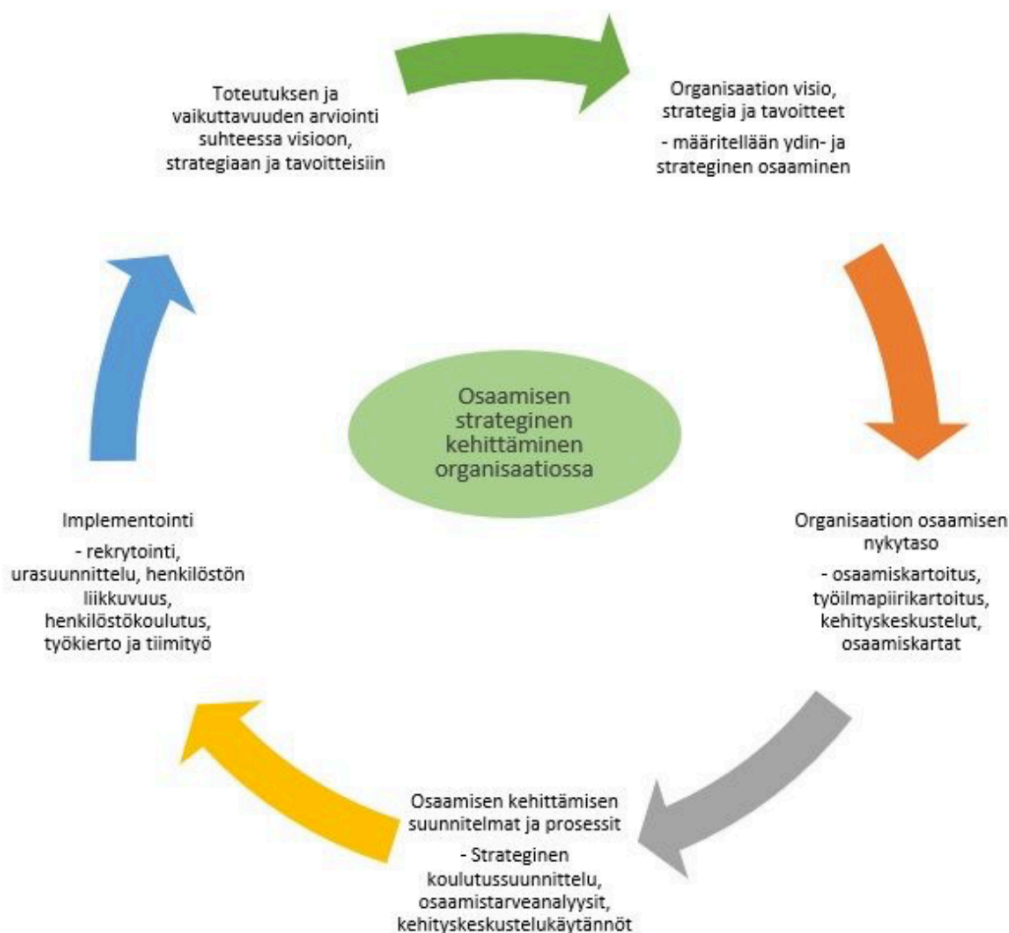 Toteutuksen ja
vaikuttavuuden arviointi
suhteessa visioon,
strategiaan ja tavoitteisiin
Organisaation visio,
strategia ja tavoitteet
- määritellään ydin- ja
strateginen osaaminen
Osaamisen
strateginen
kehittäminen
organisaatiossa
Organisaation osaamisen
nykytaso
- osaamiskartoitus,
työilmapiirikartoitus,
kehityskeskustelut,
osaamiskartat
Osaamisen kehittämisen
suunnitelmat ja prosessit
- Strateginen
koulutussuunnittelu,
osaamistarveanalyysit,
kehityskeskustelukäytännöt
Implementointi
- rekrytointi,
urasuunnittelu, henkilöstön
liikkuvuus,
henkilöstökoulutus,
työkierto ja tiimityö